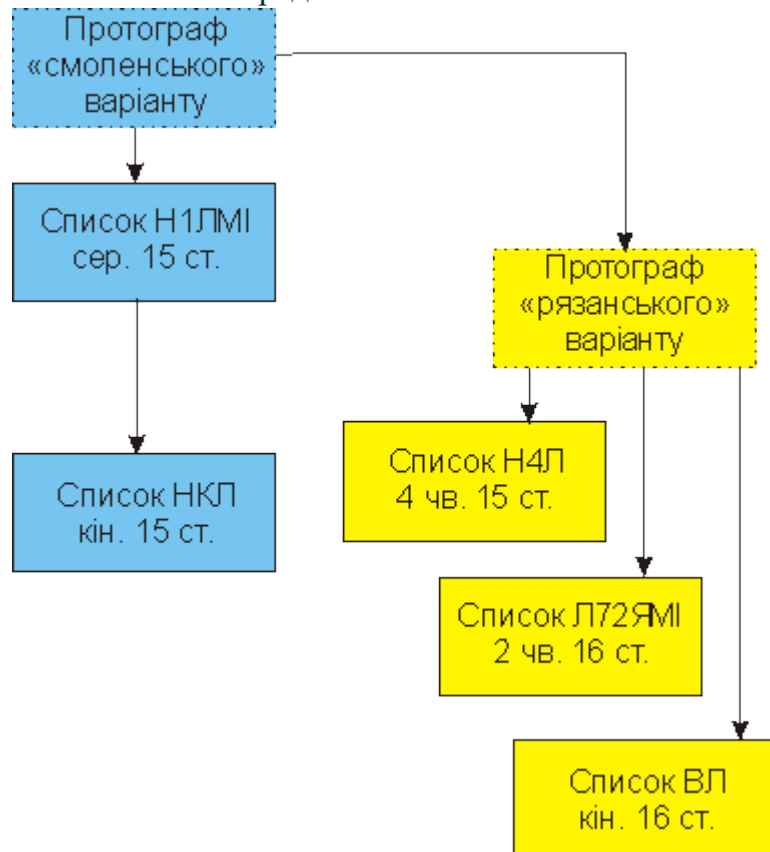 Протограф
«смоленського»
варіанту
Список Н1ЛМІ
сер. 15 ст.
Протограф
«рязанського»
варіанту
Список Н4Л
4 чв. 15 ст.
Список НКЛ
кін. 15 ст.
Список Л72ЯМІ
2 чв. 16 ст.
Список ВЛ
кін. 16 ст.